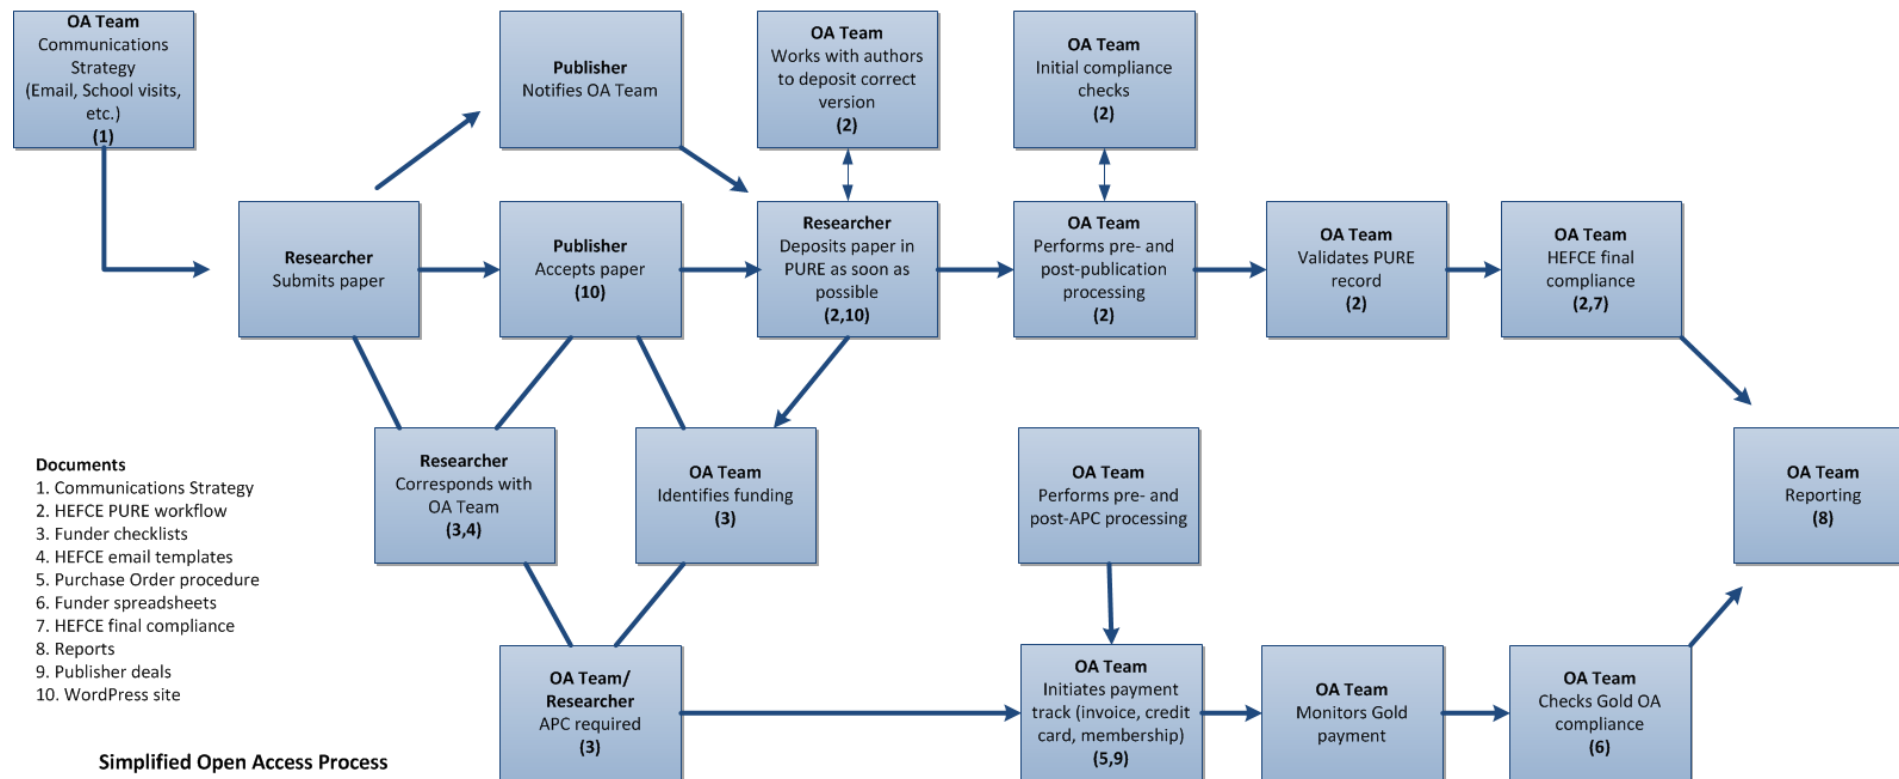 OA Team
Communications
Strategy
(Email, School visits,
etc.)
(1)
Publisher
Notifies OA Team
OA Team
Works with authors
to deposit correct
version
(2)
OA Team
Initial compliance
checks
(2)
Researcher
Submits paper
Publisher
Accepts paper
(10)
Researcher
Deposits paper in
PURE as soon as
possible
(2,10)
OA Team
Performs pre- and
post-publication
processing
(2)
OA Team
Validates PURE
record
(2)
OA Team
HEFCE final
compliance
(2,7)
Researcher
Corresponds with
OA Team
(3,4)
OA Team
Identifies funding
(3)
OA Team
Performs pre- and
post-APC processing
OA Team
Reporting
(8)
Documents
1. Communications Strategy
2. HEFCE PURE workflow
3. Funder checklists
4. HEFCE email templates
5. Purchase Order procedure
6. Funder spreadsheets
7. HEFCE final compliance
8. Reports
9. Publisher deals
10. WordPress site
OA Team/
Researcher
APC required
(3)
OA Team
Initiates payment
track (invoice, credit
card, membership)
(5,9)
OA Team
Monitors Gold
payment
OA Team
Checks Gold OA
compliance
(6)
Simplified Open Access Process